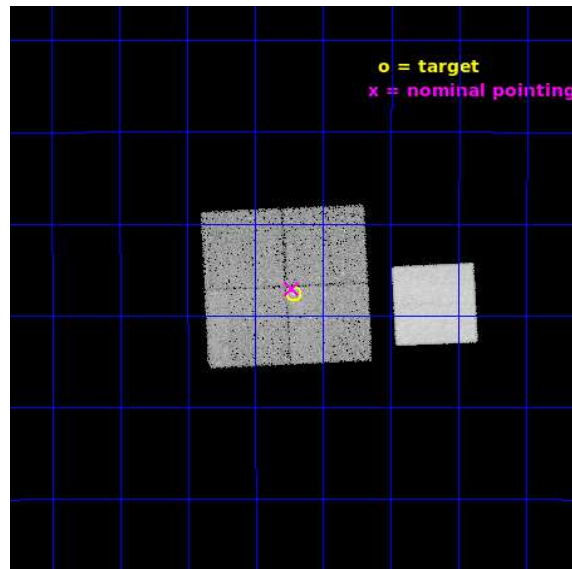 o = target
x = nominal pointing